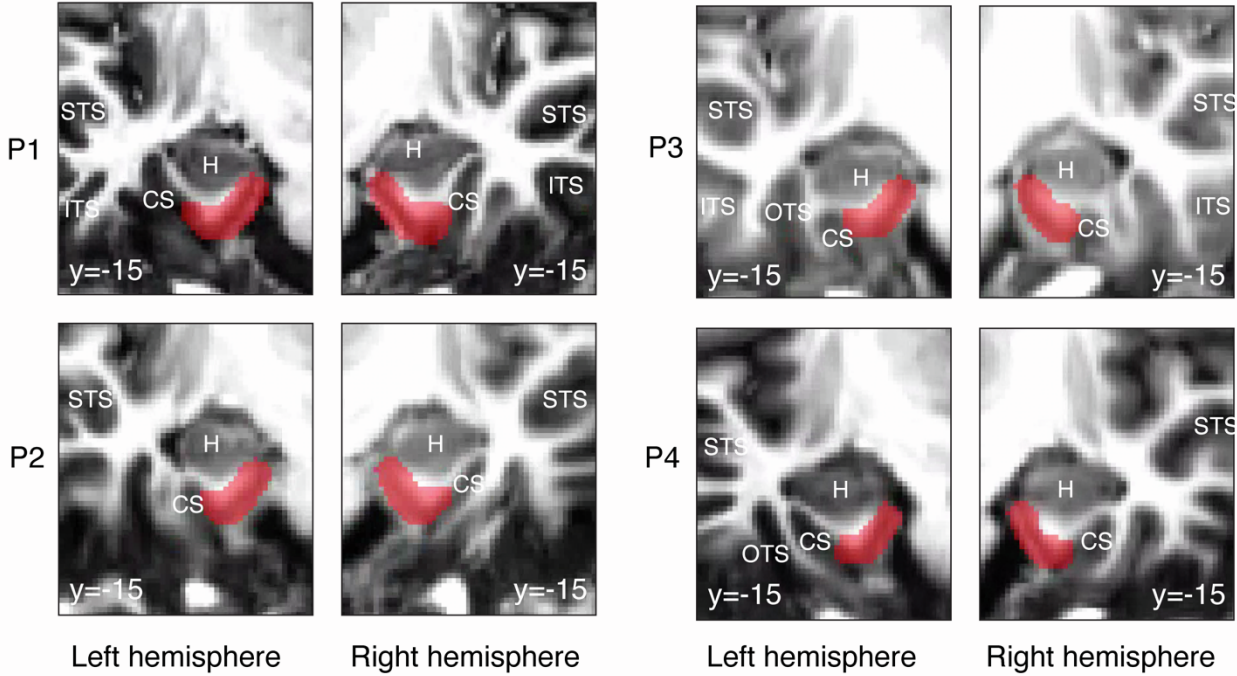 P1
STS
ITS
CS
H
y=-15
STS
ITS
CS
H
y=-15
P3
STS
ITS
OTS
CS
H
y=-15
STS
ITS
CS
H
y=-15
P2
STS
CS
H
y=-15
STS
CS
H
y=-15
P4
STS
OTS
CS
H
y=-15
STS
CS
H
y=-15
Left hemisphere
Right hemisphere
Left hemisphere
Right hemisphere